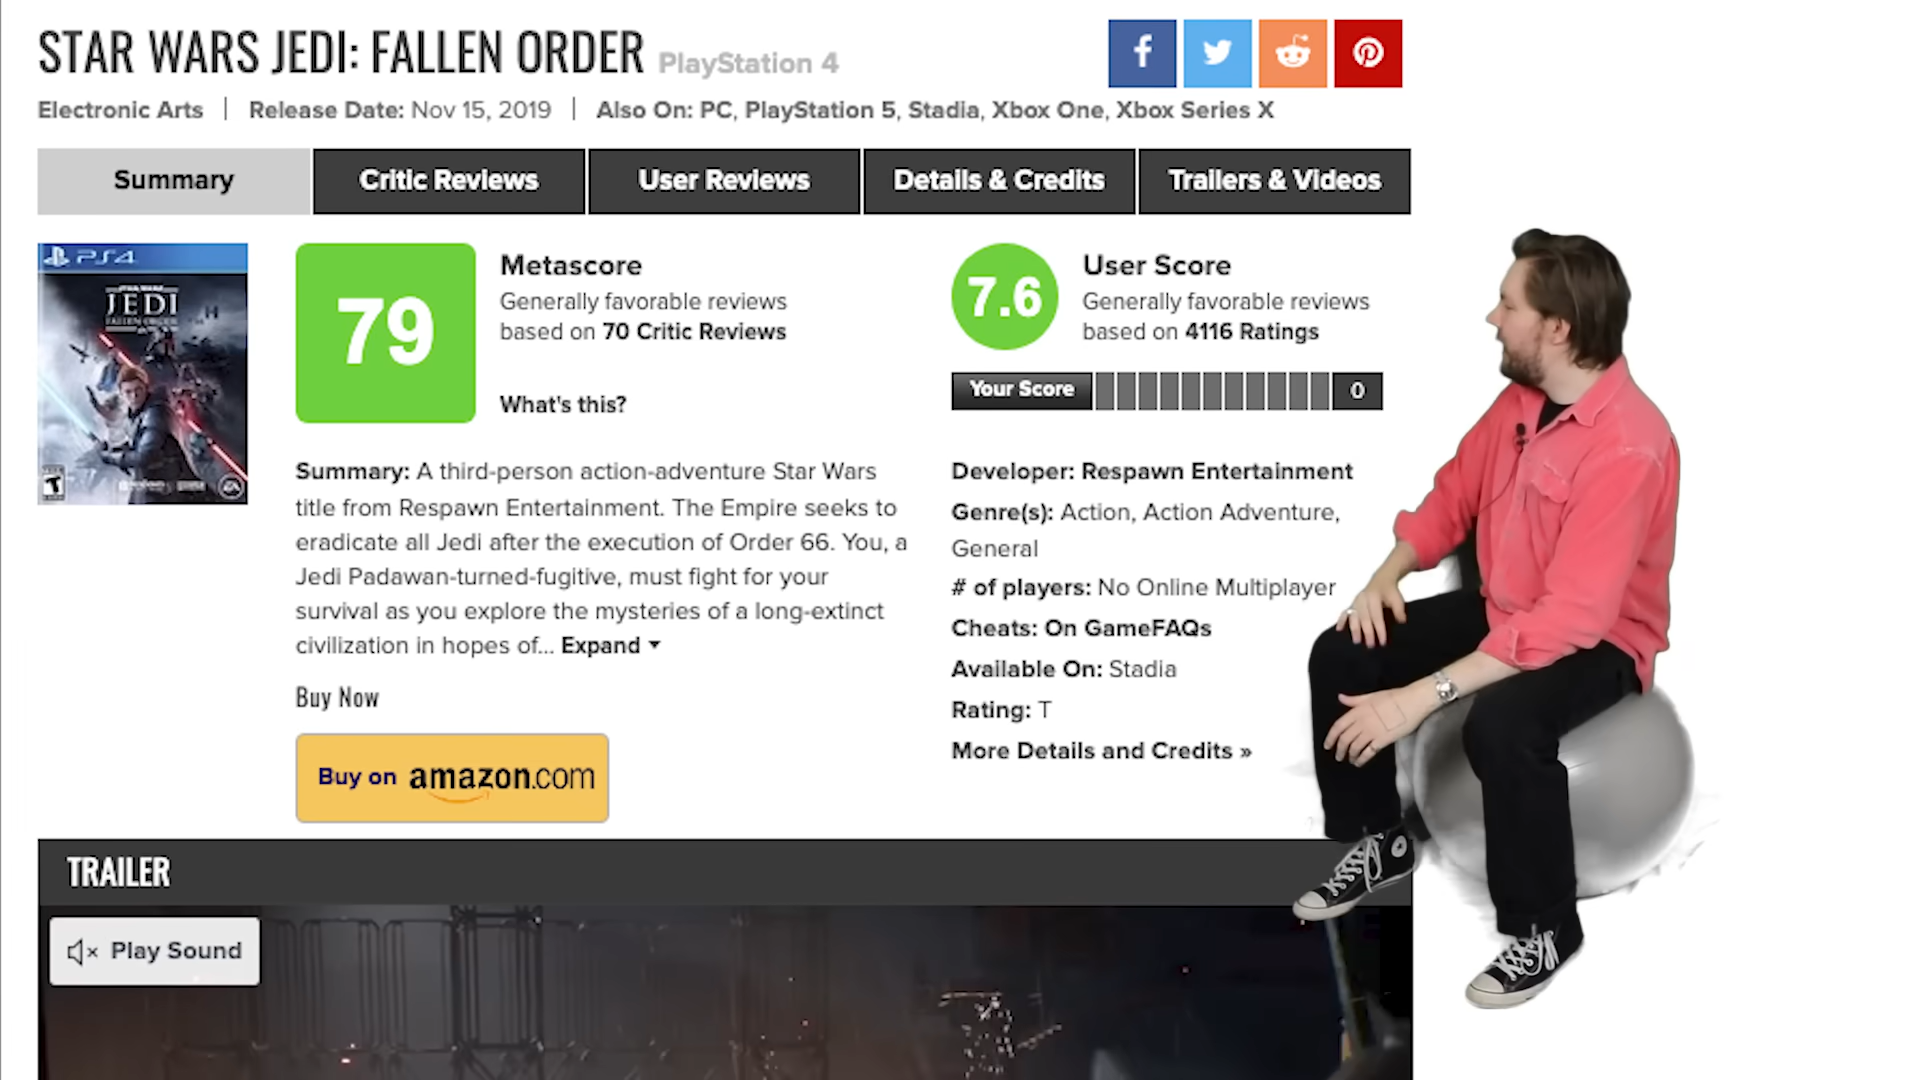 STAR WARS JEDI: FALLEN ORDER PlayStation 4
f
Electronic Arts | Release Date: Nov 15, 2019 | Also On: PC, PlayStation 5, Stadia, Xbox One, Xbox Series X
Summary
Critic Reviews
User Reviews
Details & Credits
Trailers & Videos
PS4
STAR WARS
JEDI
FALLEN ORDER
T
EA
79
Metascore
Generally favorable reviews
based on 70 Critic Reviews
What's this?
7.6
User Score
Generally favorable reviews
based on 4116 Ratings
Your Score
0
Summary: A third-person action-adventure Star Wars
title from Respawn Entertainment. The Empire seeks to
eradicate all Jedi after the execution of Order 66. You, a
Jedi Padawan-turned-fugitive, must fight for your
survival as you explore the mysteries of a long-extinct
civilization in hopes of... Expand
Buy Now
Buy on amazon.com
Developer: Respawn Entertainment
Genre(s): Action, Action Adventure,
General
# of players: No Online Multiplayer
Cheats: On GameFAQs
Available On: Stadia
Rating: T
More Details and Credits »
TRAILER
Play Sound